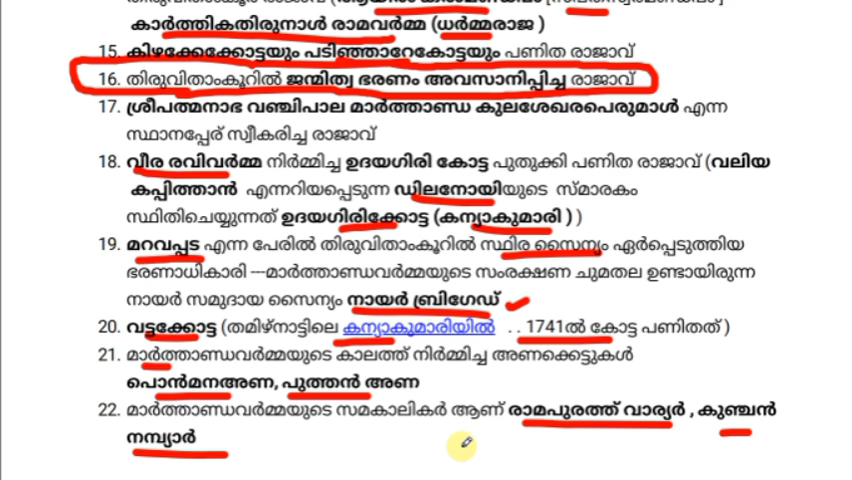 കാർത്തികതിരുനാൾ രാമവർമ്മ (ധർമ്മരാജ )
15. കിഴക്കേക്കോട്ടയും പടിഞ്ഞാറേകോട്ടയും പണിത രാജാവ്
16. തിരുവിതാംകൂറിൽ ജന്മിത്വ ഭരണം അവസാനിപ്പിച്ച രാജാവ്
17. ശ്രീപത്മനാഭ വഞ്ചിപാല മാർത്താണ്ഡ കുലശേഖരപെരുമാൾ എന്ന
സ്ഥാനപ്പേര് സ്വീകരിച്ച രാജാവ്
18. വീര രവിവർമ്മ നിർമ്മിച്ച ഉദയഗിരി കോട്ട പുതുക്കി പണിത രാജാവ് (വലിയ
കപ്പിത്താൻ എന്നറിയപ്പെടുന്ന ഡിലനോയിയുടെ സ്മാരകം
സ്ഥിതിചെയ്യുന്നത് ഉദയഗിരിക്കോട്ട (കന്യാകുമാരി ) )
19. മറവപ്പട എന്ന പേരിൽ തിരുവിതാംകൂറിൽ സ്ഥിര സൈന്യം ഏർപ്പെടുത്തിയ
ഭരണാധികാരി ---മാർത്താണ്ഡവർമ്മയുടെ സംരക്ഷണ ചുമതല ഉണ്ടായിരുന്ന
നായർ സമുദായ സൈന്യം നായർ ബ്രിഗേഡ്
20. വട്ടക്കോട്ട (തമിഴ്നാട്ടിലെ കന്യാകുമാരിയിൽ . . 1741ൽ കോട്ട പണിതത് )
21. മാർത്താണ്ഡവർമ്മയുടെ കാലത്ത് നിർമ്മിച്ച അണക്കെട്ടുകൾ
പൊൻമനഅണ, പുത്തൻ അണ
22. മാർത്താണ്ഡവർമ്മയുടെ സമകാലികർ ആണ് രാമപുരത്ത് വാര്യർ , കുഞ്ചൻ
നമ്പ്യാർ